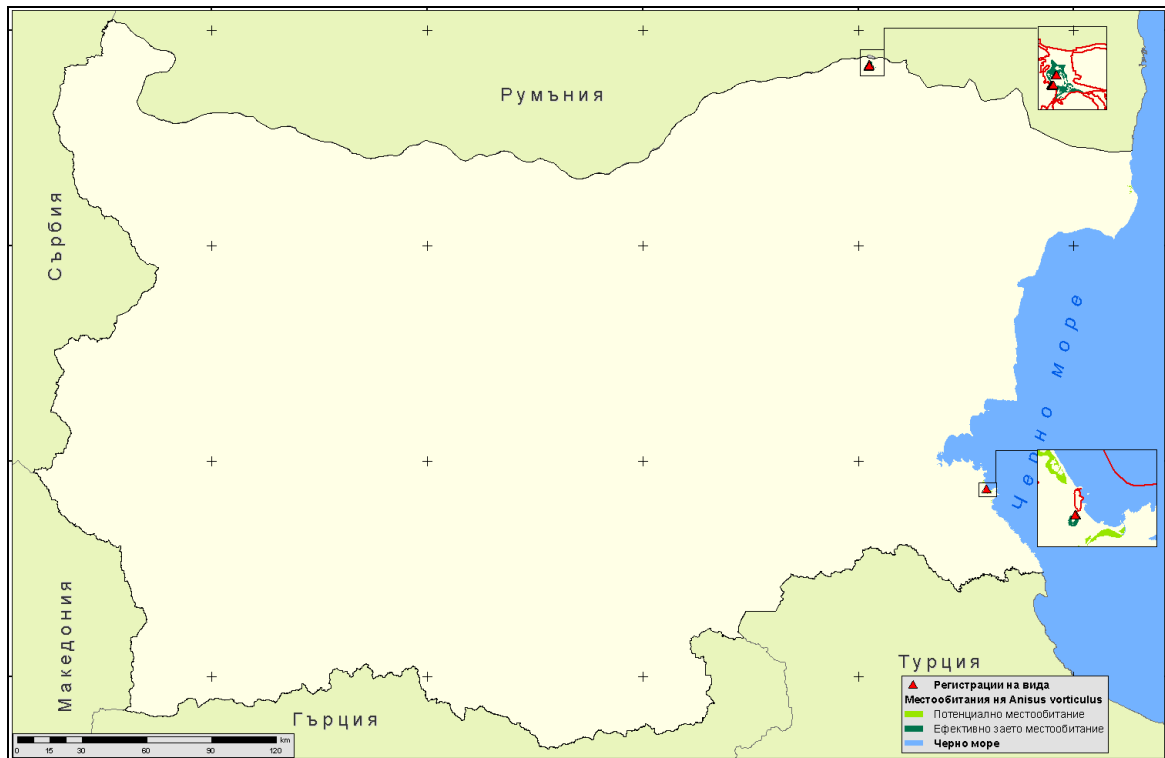 Румъния
Сърбия
Черно море
Македония
Гърция
Турция
Регистрации на вида
Местообитания ня Anisus vorticulus
Потенциално местообитание
Ефективно заето местообитание
Черно море
km
0 15 30 60 90 120